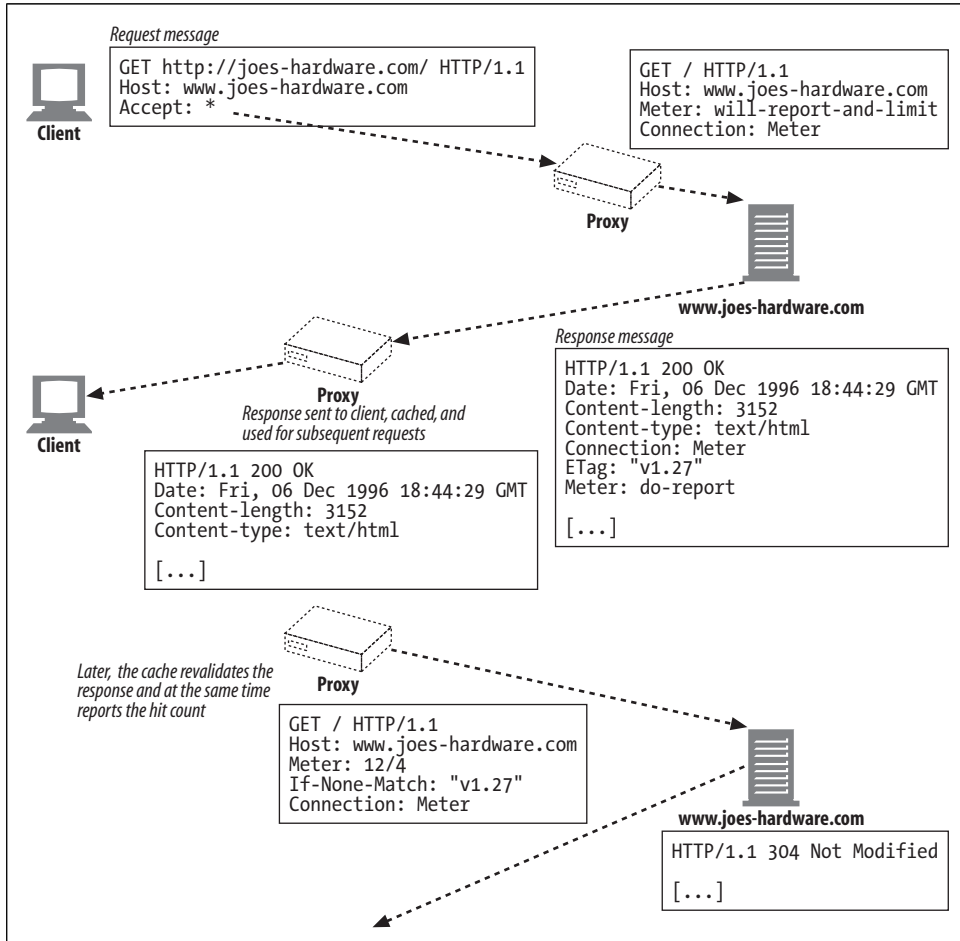 Request message
GET http://joes-hardware.com/ HTTP/1.1
Host: www.joes-hardware.com
Accept: *
Client
GET / HTTP/1.1
Host: www.joes-hardware.com
Meter: will-report-and-limit
Connection: Meter
Proxy
www.joes-hardware.com
Response message
HTTP/1.1 200 OK
Date: Fri, 06 Dec 1996 18:44:29 GMT
Content-length: 3152
Content-type: text/html
Connection: Meter
ETag: "v1.27"
Meter: do-report
[...]
Proxy
Response sent to client, cached, and
used for subsequent requests
Client
HTTP/1.1 200 OK
Date: Fri, 06 Dec 1996 18:44:29 GMT
Content-length: 3152
Content-type: text/html
[...]
Later, the cache revalidates the
response and at the same time
reports the hit count
Proxy
GET / HTTP/1.1
Host: www.joes-hardware.com
Meter: 12/4
If-None-Match: "v1.27"
Connection: Meter
www.joes-hardware.com
HTTP/1.1 304 Not Modified
[...]